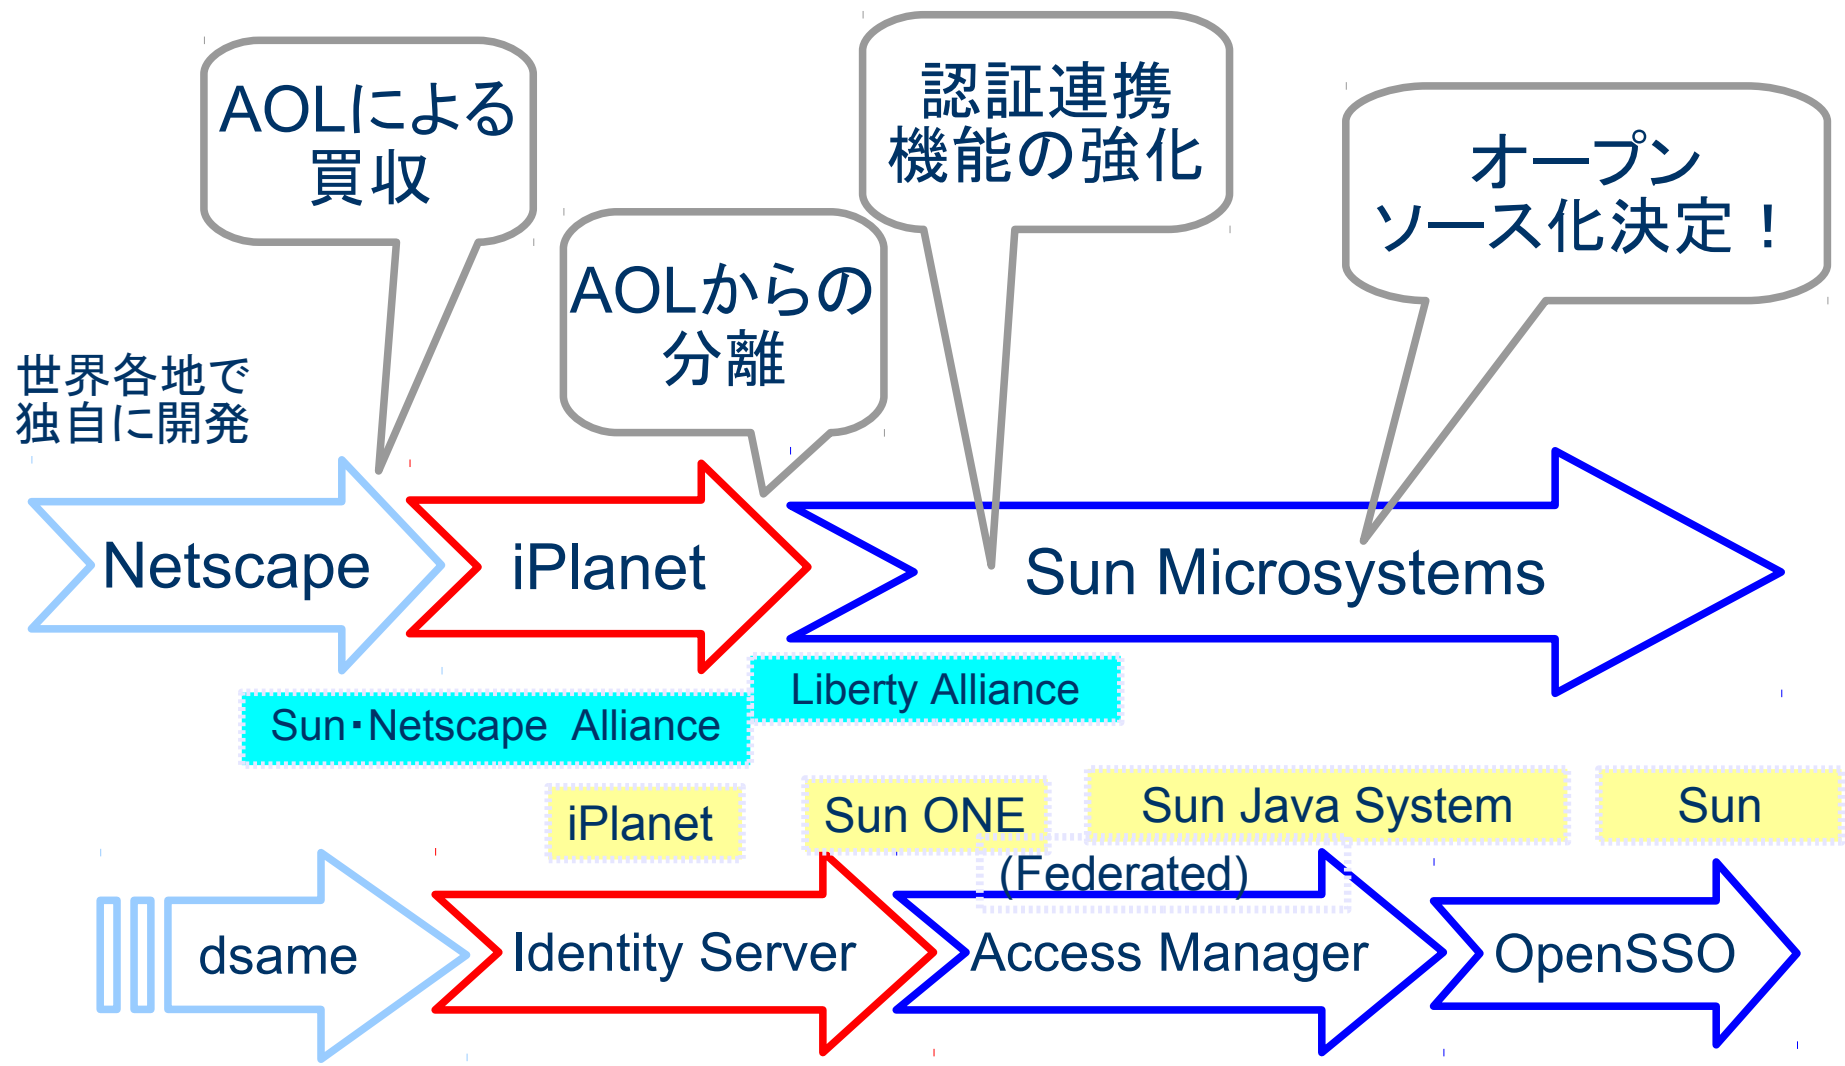 AOLによる
買収
認証連携
機能の強化
オープン
ソース化決定！
AOLからの
分離
世界各地で
独自に開発
Netscape
iPlanet
Sun Microsystems
Liberty Alliance
Sun・Netscape Alliance
iPlanet
Sun ONE
Sun Java System
Sun
(Federated)
dsame
Identity Server
Access Manager
OpenSSO